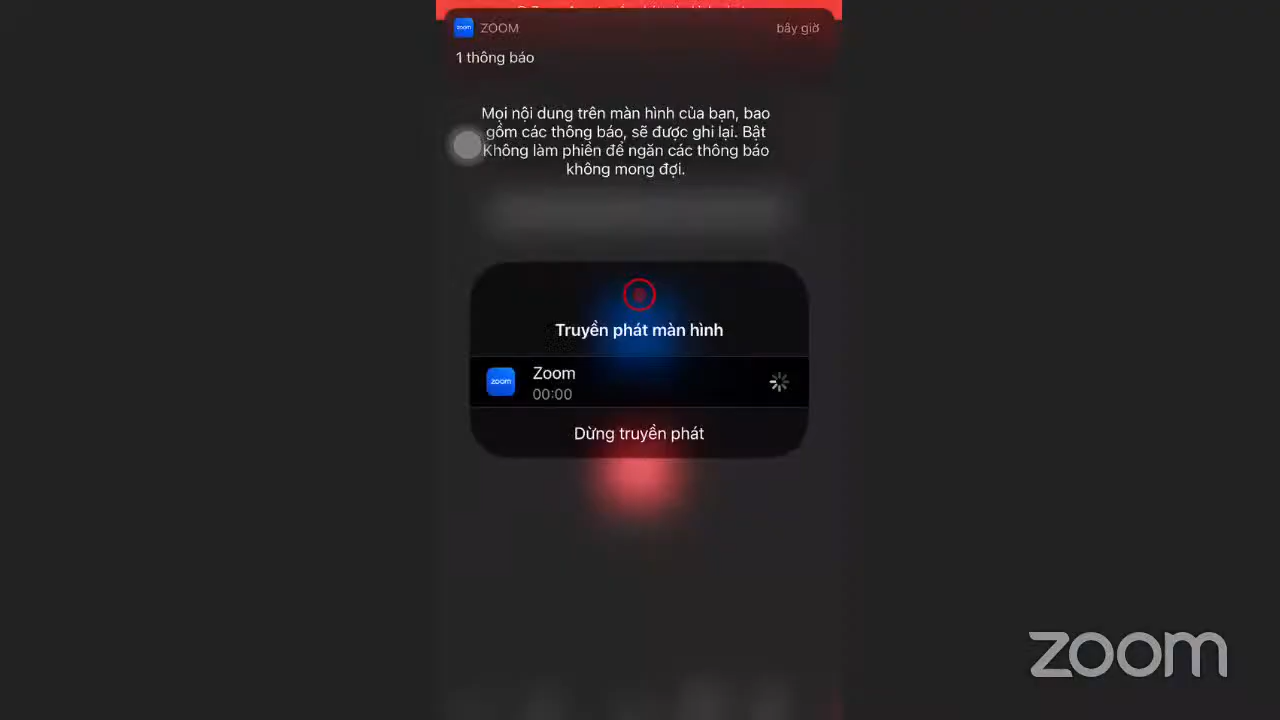 zoom ZOOM bây giờ
1 thông báo
Mọi nội dung trên màn hình của bạn, bao
gồm các thông báo, sẽ được ghi lại. Bật
Không làm phiền để ngăn các thông báo
không mong đợi.
Truyền phát màn hình
zoom Zoom
00:00
Dừng truyền phát
zoom